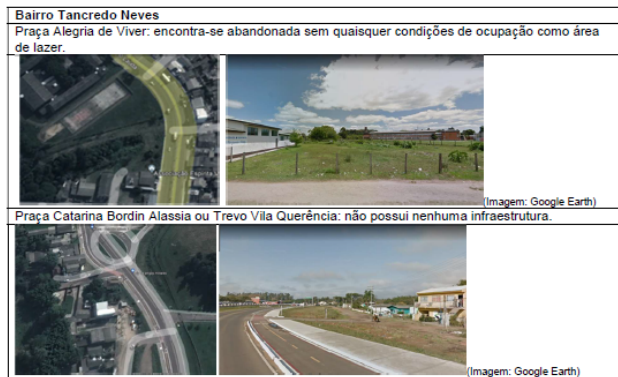 Bairro Tancredo Neves
Praça Alegria de Viver: encontra-se abandonada sem quaisquer condições de ocupação como área
de lazer.
(Imagem: Google Earth)
Praça Catarina Bordin Alassia ou Trevo Vila Querência: não possui nenhuma infraestrutura.
(Imagem: Google Earth)